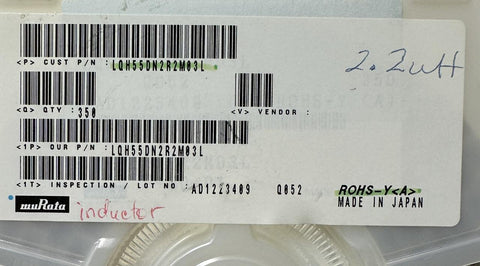 <P> CUST P/N : LQH55DN2R2M03L
2.2uH
<Q> QTY : 350
<V> VENDOR :
<1P> OUR P/N : LQH55DN2R2M03L
<1T> INSPECTION / LOT NO : AD1223409 Q052 ROHS-Y<A>
muRata inductor MADE IN JAPAN